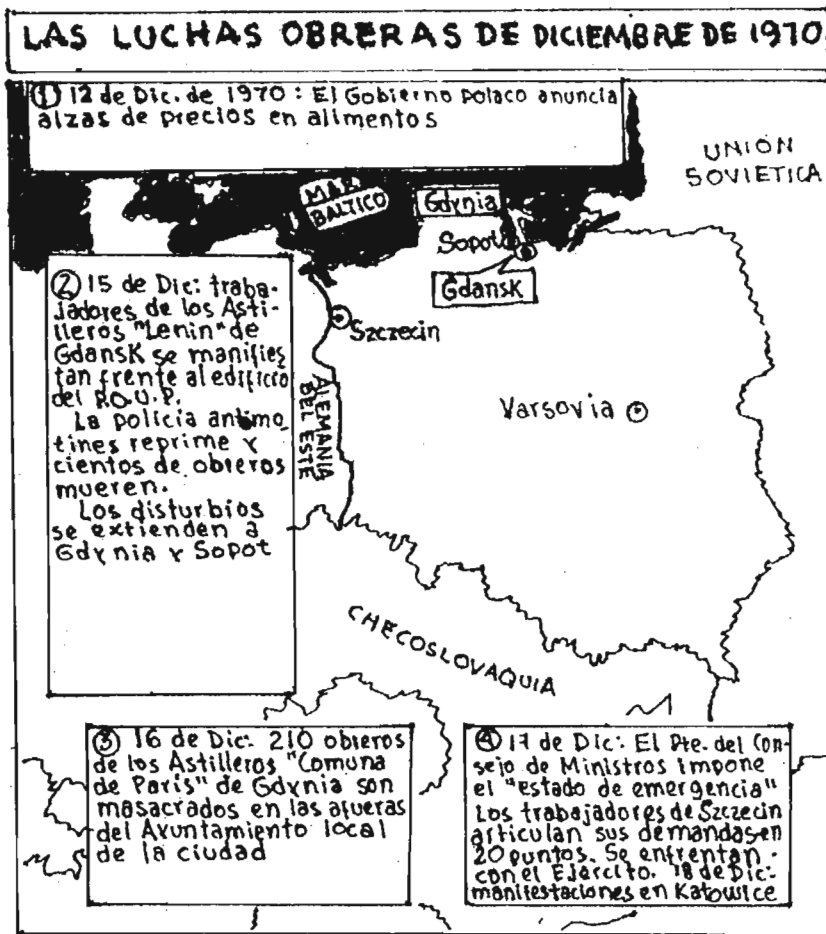 LAS LUCHAS OBRERAS DE DICIEMBRE DE 1970
① 12 de Dic. de 1970 : El Gobierno polaco anuncia
alzas de precios en alimentos
UNION
SOVIETICA
MAR
BALTICO
Gdynia
Sopot
Gdansk
② 15 de Dic: traba-
jadores de los Asti-
lleros "Lenin" de
Gdansk se manifies
tan frente al edificio
del P.O.U.P.
La policia antimo-
tines reprime y
cientos de obreros
mueren.
Los disturbios
se extienden a
Gdynia y Sopot
Szczecin
ALEMANIA
DEL ESTE
Varsovia
CHECOSLOVAQUIA
③ 16 de Dic: 210 obreros
de los Astilleros "Comuna
de Paris" de Gdynia son
masacrados en las afueras
del Ayuntamiento local
de la ciudad
④ 17 de Dic: El Pte. del Con-
sejo de Ministros impone
el "estado de emergencia"
Los trabajadores de Szczecin
articulan sus demandas en
20 puntos. Se enfrentan
con el Ejército. 18 de Dic:
manifestaciones en Katowice